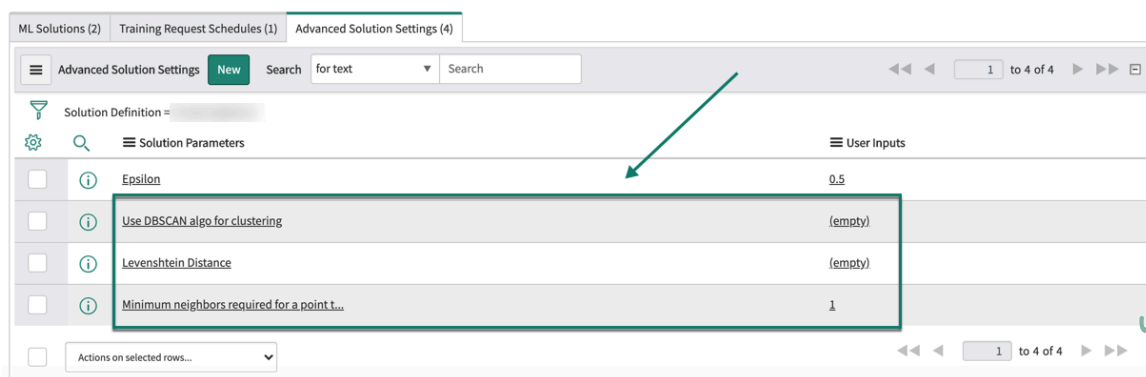 ML Solutions (2) Training Request Schedules (1) Advanced Solution Settings (4)
Advanced Solution Settings New Search for text Search 1 to 4 of 4
Solution Definition =
Solution Parameters User Inputs
Epsilon 0.5
Use DBSCAN algo for clustering (empty)
Levenshtein Distance (empty)
Minimum neighbors required for a point t... 1
Actions on selected rows... 1 to 4 of 4